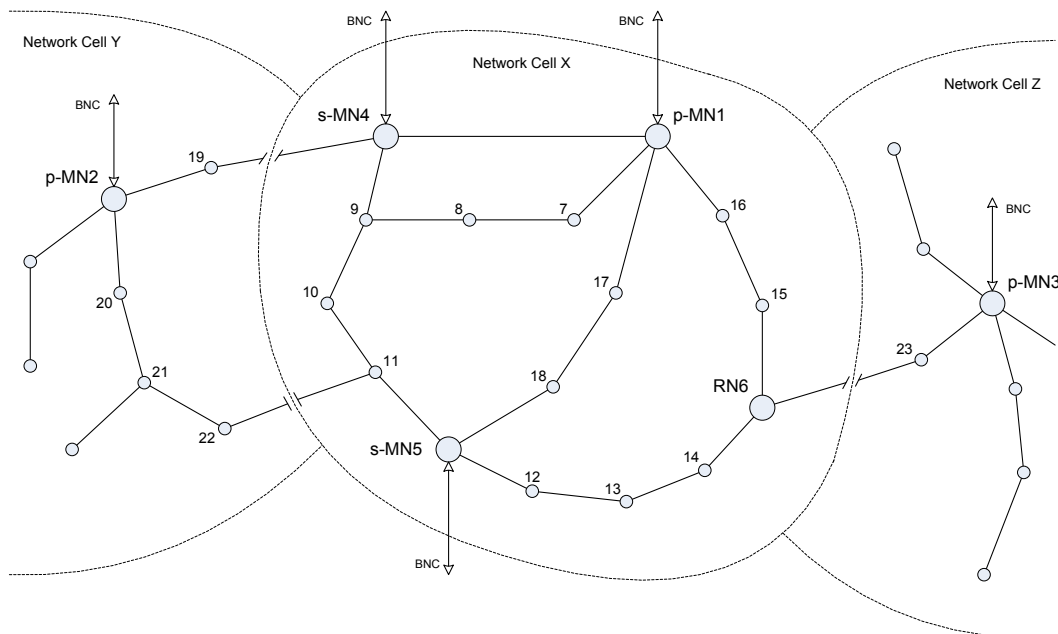 BNC
BNC
Network Cell Y
Network Cell X
Network Cell Z
BNC
s-MN4
p-MN1
19
p-MN2
BNC
9
8
7
16
p-MN3
17
20
10
15
11
23
21
18
RN6
22
s-MN5
14
12
13
BNC